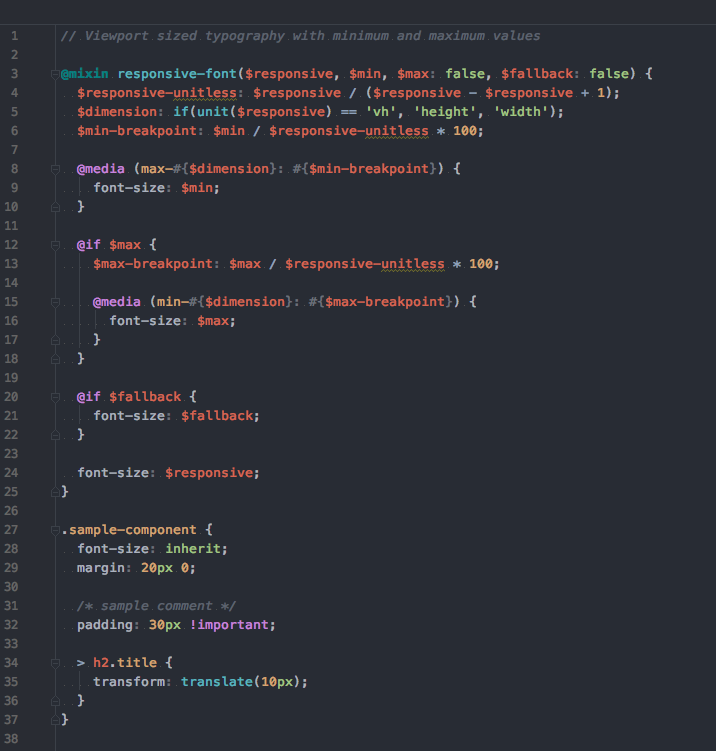 1 // Viewport sized typography with minimum and maximum values
2
3 @mixin responsive-font($responsive, $min, $max: false, $fallback: false) {
4 $responsive-unitless: $responsive / ($responsive - $responsive + 1);
5 $dimension: if(unit($responsive) == 'vh', 'height', 'width');
6 $min-breakpoint: $min / $responsive-unitless * 100;
7
8 @media (max-#{$dimension}: #{$min-breakpoint}) {
9 font-size: $min;
10 }
11
12 @if $max {
13 $max-breakpoint: $max / $responsive-unitless * 100;
14
15 @media (min-#{$dimension}: #{$max-breakpoint}) {
16 font-size: $max;
17 }
18 }
19
20 @if $fallback {
21 font-size: $fallback;
22 }
23
24 font-size: $responsive;
25 }
26
27 .sample-component {
28 font-size: inherit;
29 margin: 20px 0;
30
31 /* sample comment */
32 padding: 30px !important;
33
34 > h2.title {
35 transform: translate(10px);
36 }
37 }
38